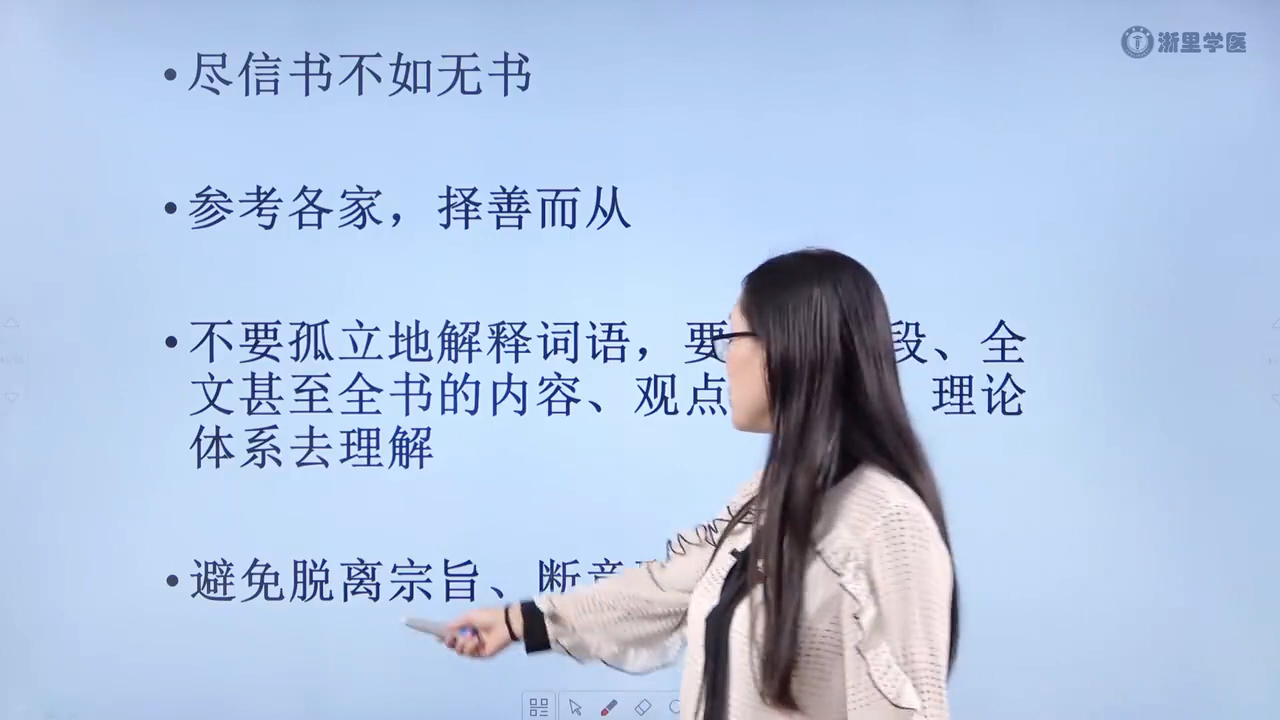 浙里学医
• 尽信书不如无书
• 参考各家，择善而从
• 不要孤立地解释词语，要 段、全
文甚至全书的内容、观点 理论
体系去理解
• 避免脱离宗旨、断章